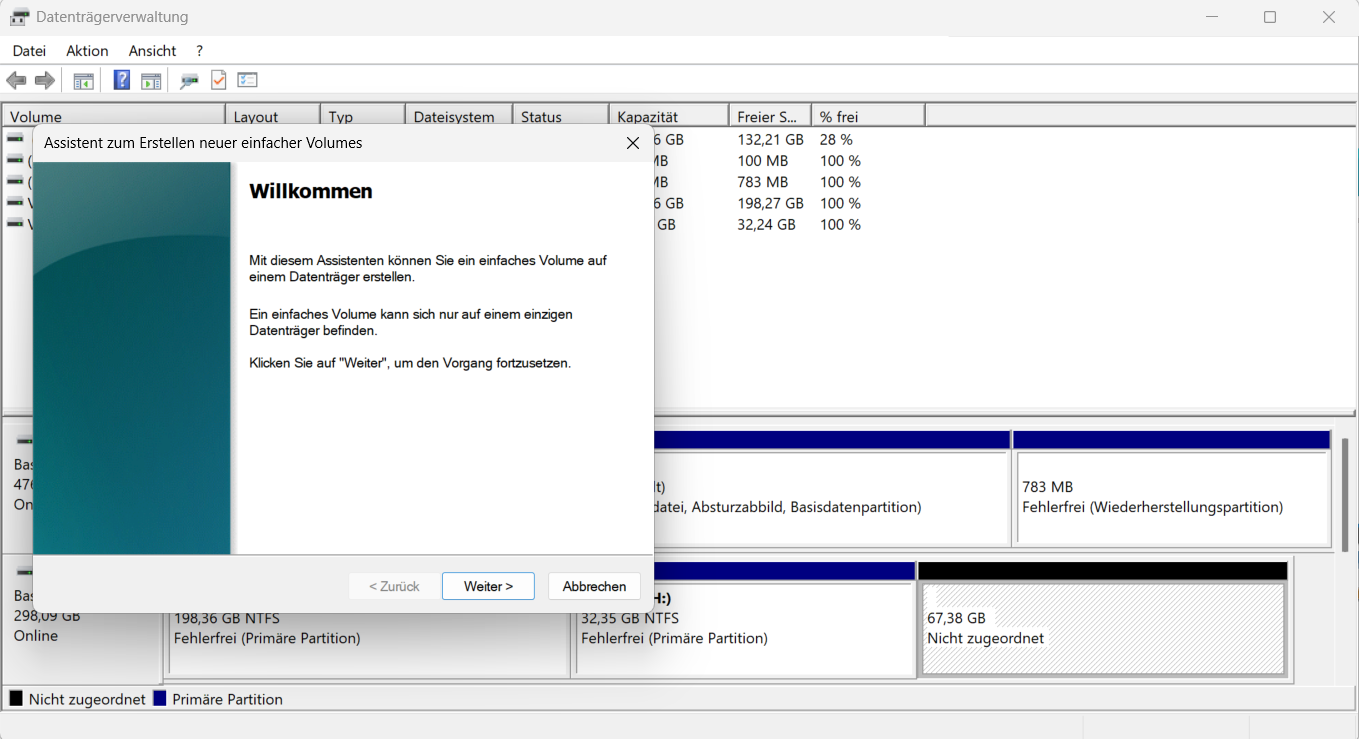 Datenträgerverwaltung
Datei Aktion Ansicht ?
Volume Layout Typ Dateisystem Status Kapazität Freier S... % frei
6 GB 132,21 GB 28 %
MB 100 MB 100 %
MB 783 MB 100 %
6 GB 198,27 GB 100 %
GB 32,24 GB 100 %
Assistent zum Erstellen neuer einfacher Volumes
Willkommen
Mit diesem Assistenten können Sie ein einfaches Volume auf
einem Datenträger erstellen.
Ein einfaches Volume kann sich nur auf einem einzigen
Datenträger befinden.
Klicken Sie auf "Weiter", um den Vorgang fortzusetzen.
< Zurück Weiter > Abbrechen
Bas
476
On
lt)
datei, Absturzabbild, Basisdatenpartition)
783 MB
Fehlerfrei (Wiederherstellungspartition)
Bas
298,09 GB
Online
198,36 GB NTFS
Fehlerfrei (Primäre Partition)
H:)
32,35 GB NTFS
Fehlerfrei (Primäre Partition)
67,38 GB
Nicht zugeordnet
Nicht zugeordnet Primäre Partition